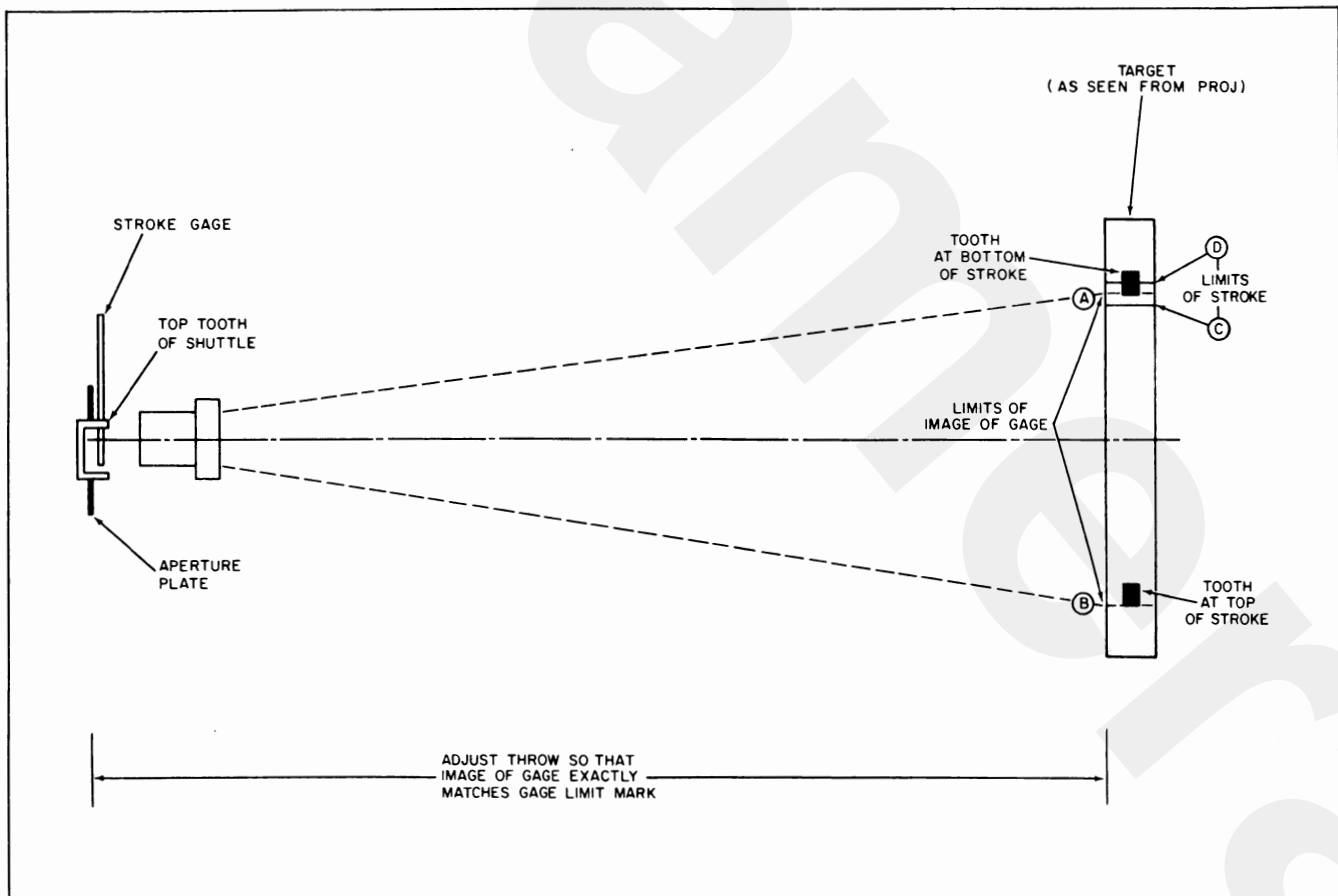 TARGET
(AS SEEN FROM PROJ)
STROKE GAGE
TOP TOOTH
OF SHUTTLE
TOOTH
AT BOTTOM
OF STROKE
D
LIMITS
OF STROKE
A
C
LIMITS OF
IMAGE OF GAGE
APERTURE
PLATE
B
TOOTH
AT TOP
OF STROKE
ADJUST THROW SO THAT
IMAGE OF GAGE EXACTLY
MATCHES GAGE LIMIT MARK